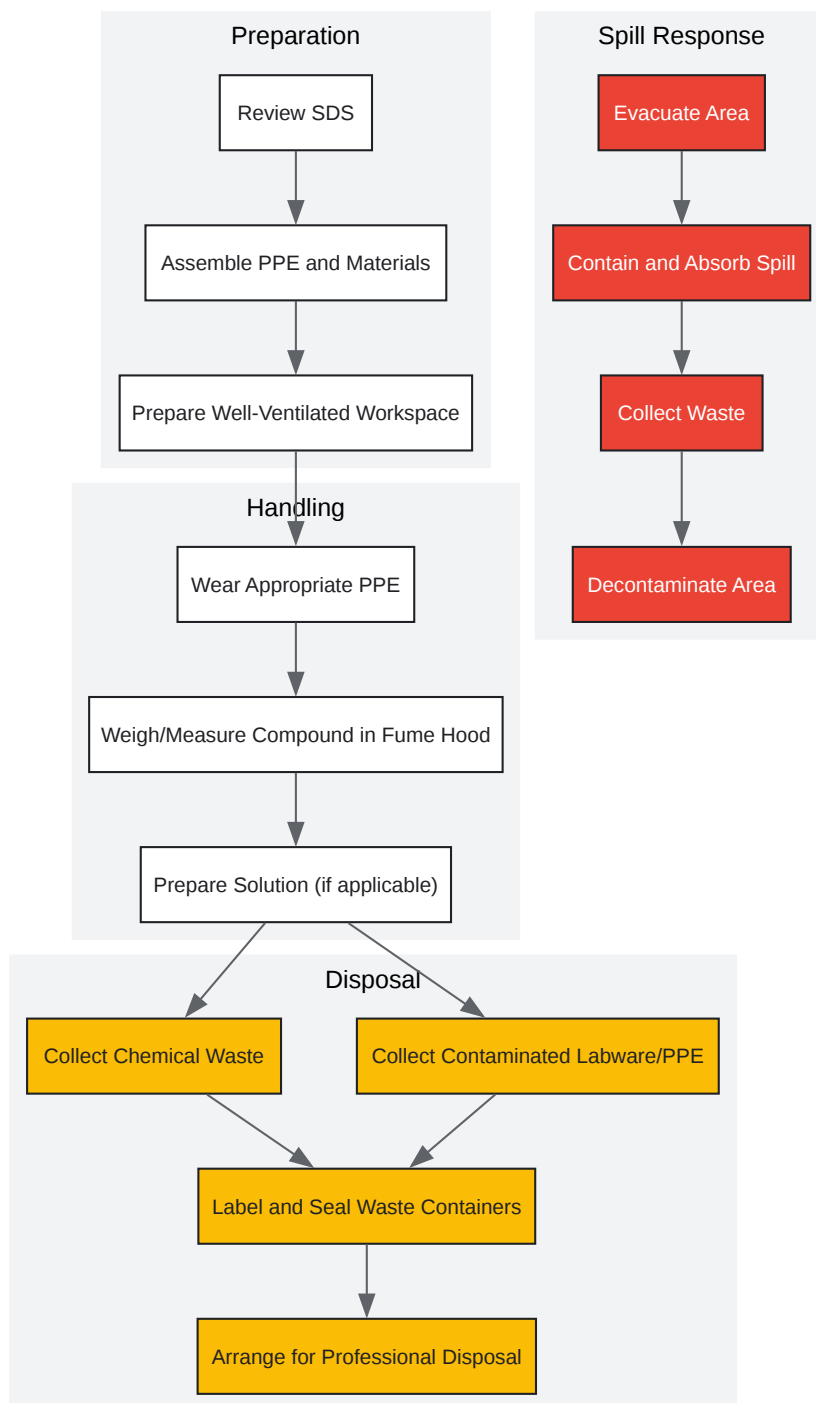 Preparation
Review SDS
Assemble PPE and Materials
Prepare Well-Ventilated Workspace
Handling
Wear Appropriate PPE
Weigh/Measure Compound in Fume Hood
Prepare Solution (if applicable)
Disposal
Collect Chemical Waste
Collect Contaminated Labware/PPE
Label and Seal Waste Containers
Arrange for Professional Disposal
Spill Response
Evacuate Area
Contain and Absorb Spill
Collect Waste
Decontaminate Area